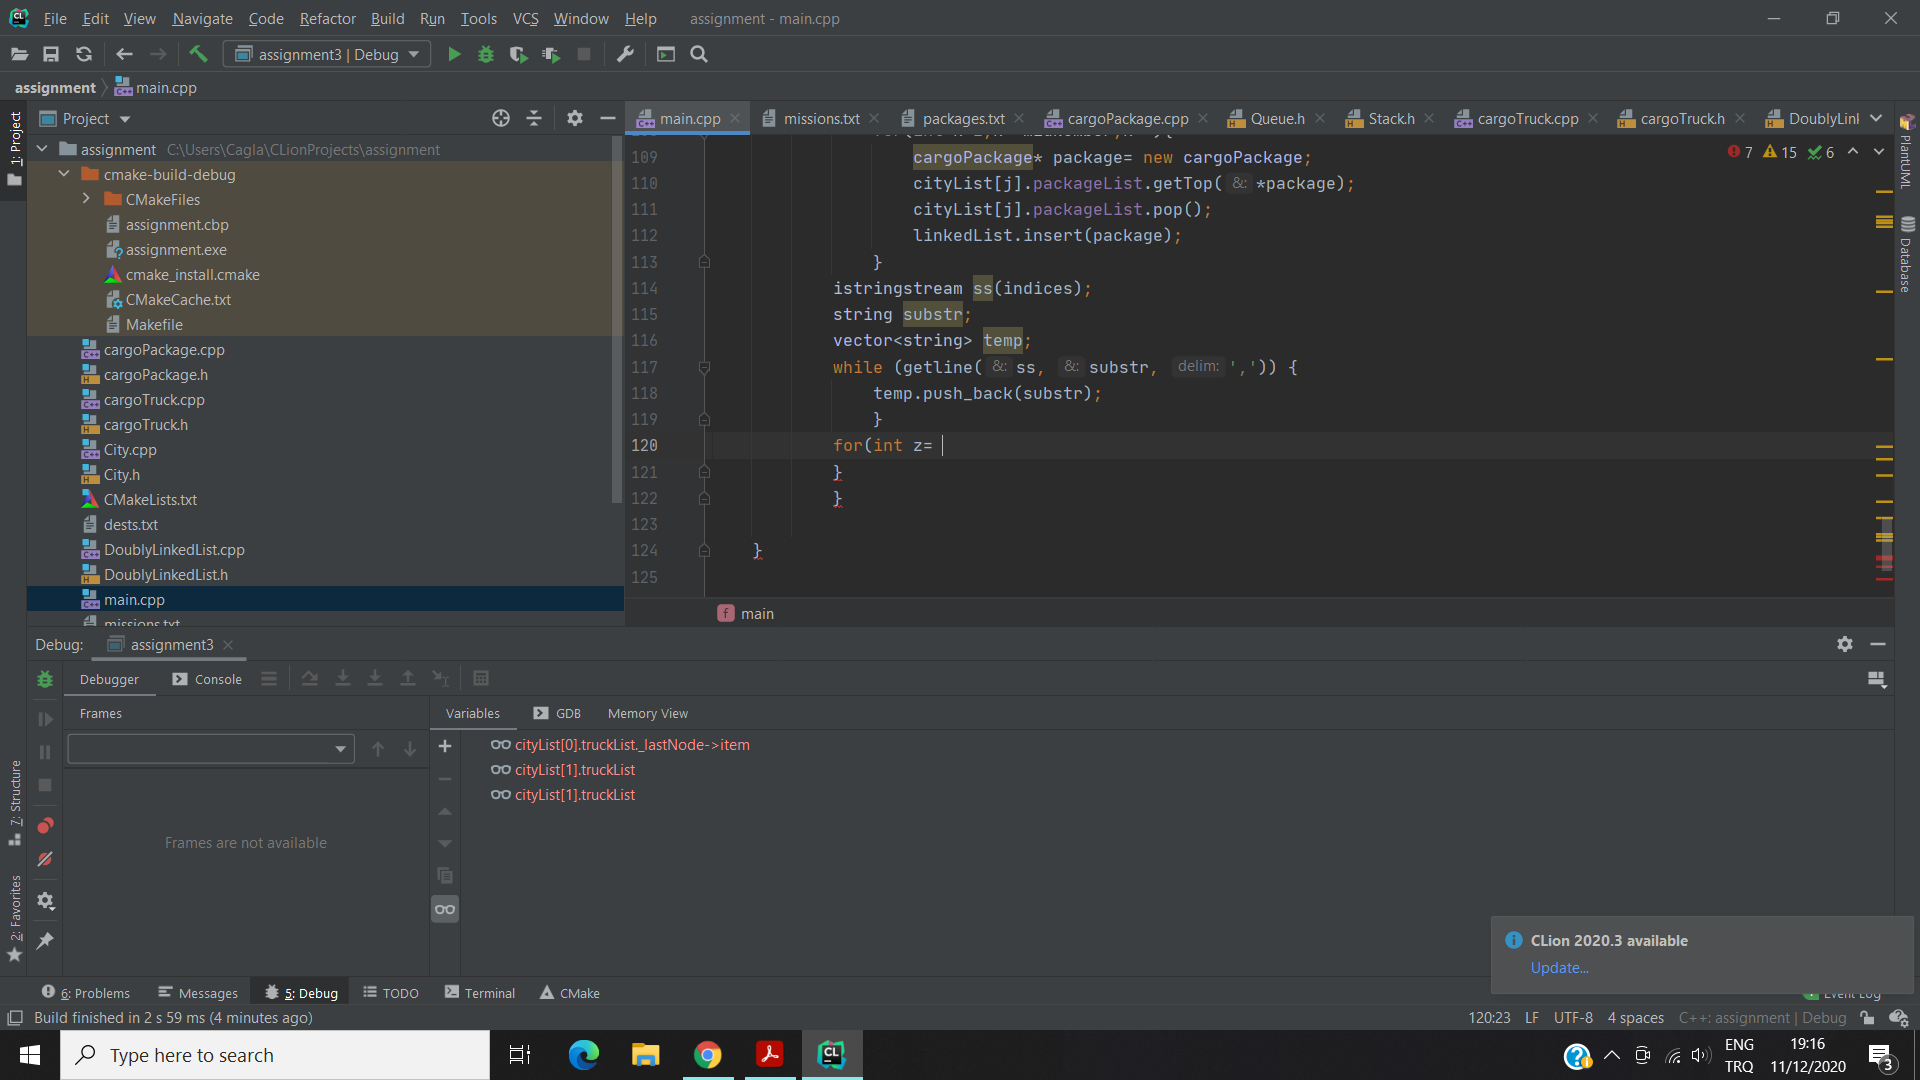 File Edit View Navigate Code Refactor Build Run Tools VCS Window Help assignment - main.cpp
assignment3 | Debug
assignment main.cpp
1: Project
Project
main.cpp missions.txt packages.txt cargoPackage.cpp Queue.h Stack.h cargoTruck.cpp cargoTruck.h DoublyLinl
assignment C:\Users\Cagla\CLionProjects\assignment
cmake-build-debug
CMakeFiles
assignment.cbp
assignment.exe
cmake_install.cmake
CMakeCache.txt
Makefile
cargoPackage.cpp
cargoPackage.h
cargoTruck.cpp
cargoTruck.h
City.cpp
City.h
CMakeLists.txt
dests.txt
DoublyLinkedList.cpp
DoublyLinkedList.h
main.cpp
missions.txt
7 15 6
109 cargoPackage* package= new cargoPackage;
110 cityList[j].packageList.getTop( &: *package);
111 cityList[j].packageList.pop();
112 linkedList.insert(package);
113 }
114 istringstream ss(indices);
115 string substr;
116 vector<string> temp;
117 while (getline( &: ss, &: substr, delim: ',')) {
118 temp.push_back(substr);
119 }
120 for(int z=
121 }
122 }
123
124 }
125
f main
PlantUML
Database
Debug: assignment3
Debugger Console
Frames
Variables GDB Memory View
cityList[0].truckList._lastNode->item
cityList[1].truckList
cityList[1].truckList
Frames are not available
7: Structure
2: Favorites
CLion 2020.3 available
Update...
6: Problems Messages 5: Debug TODO Terminal CMake Event Log
Build finished in 2 s 59 ms (4 minutes ago)
120:23 LF UTF-8 4 spaces C++: assignment | Debug
Type here to search
ENG
TRQ
19:16
11/12/2020
3